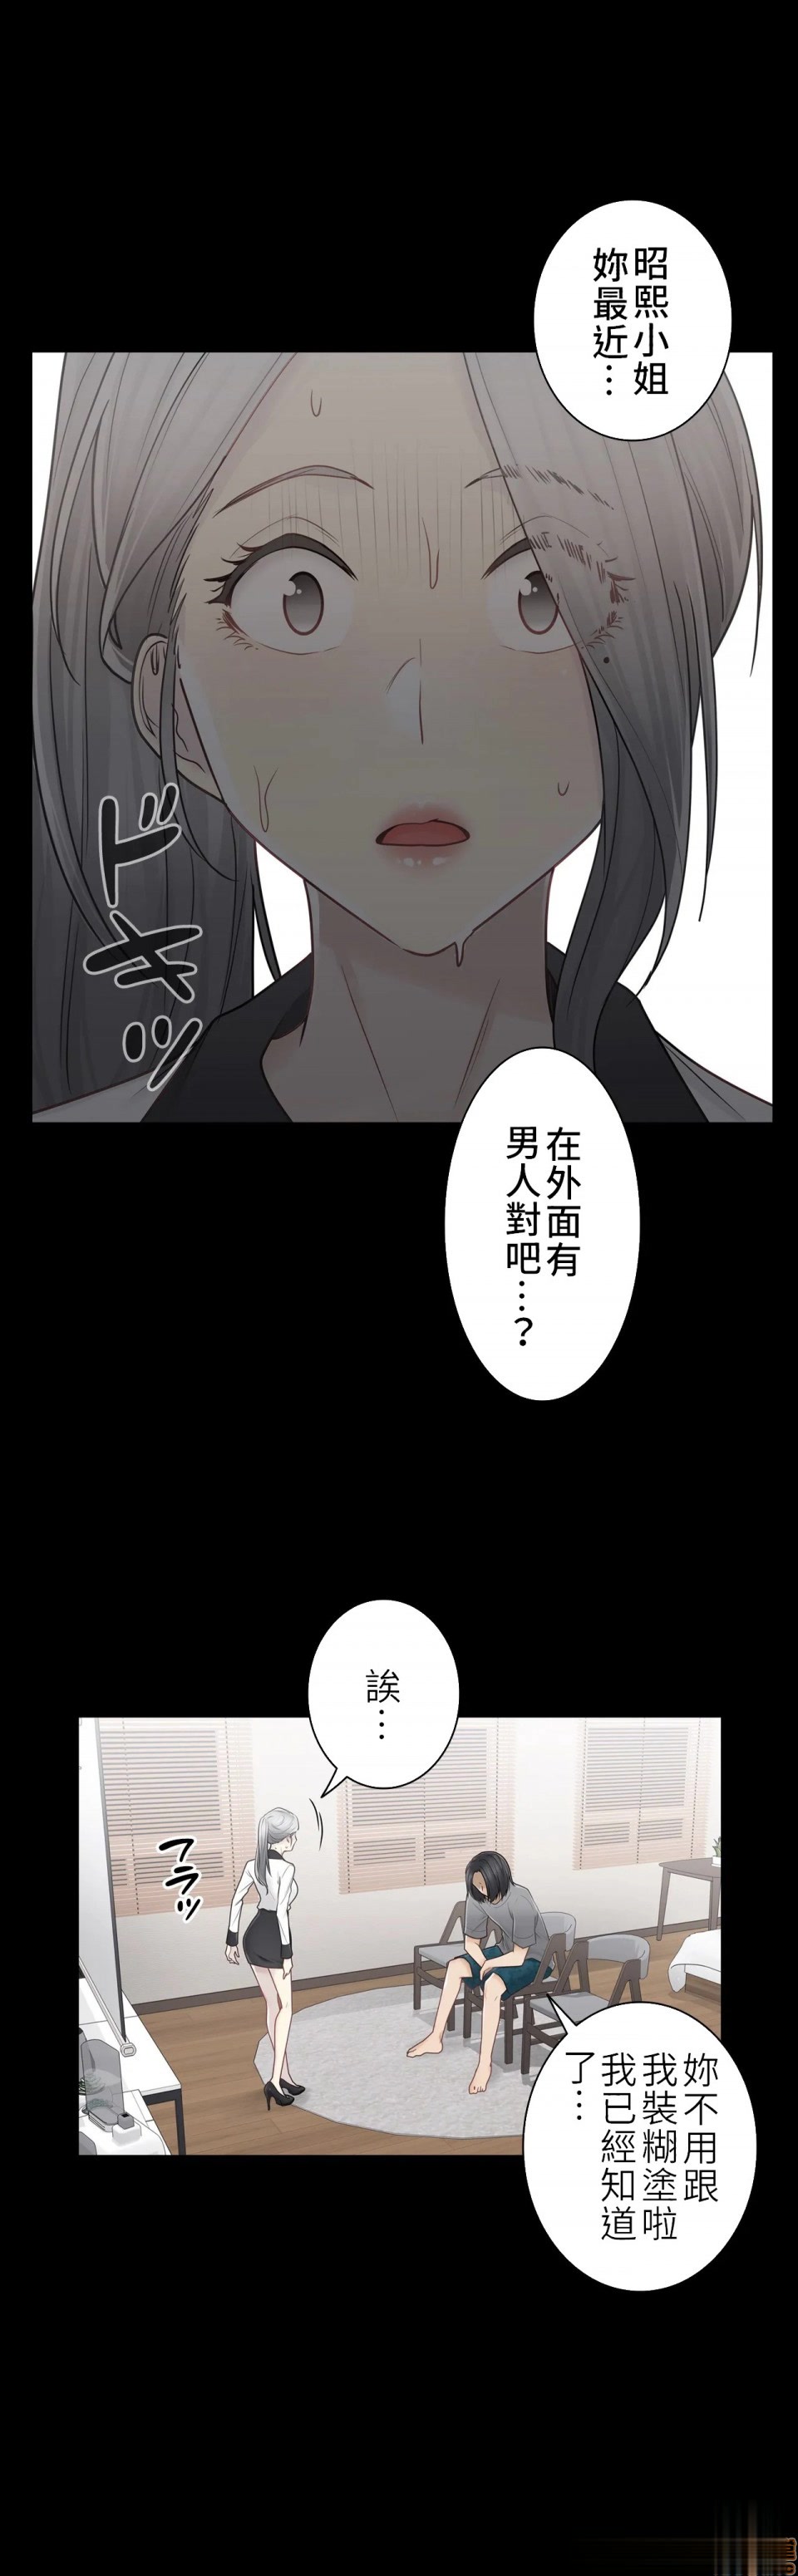 昭熙小姐
妳最近…
ドキッ
在外面有
男人對吧…？
誒…
フラッ
妳不用跟
我裝糊塗啦
我已經知道
了…